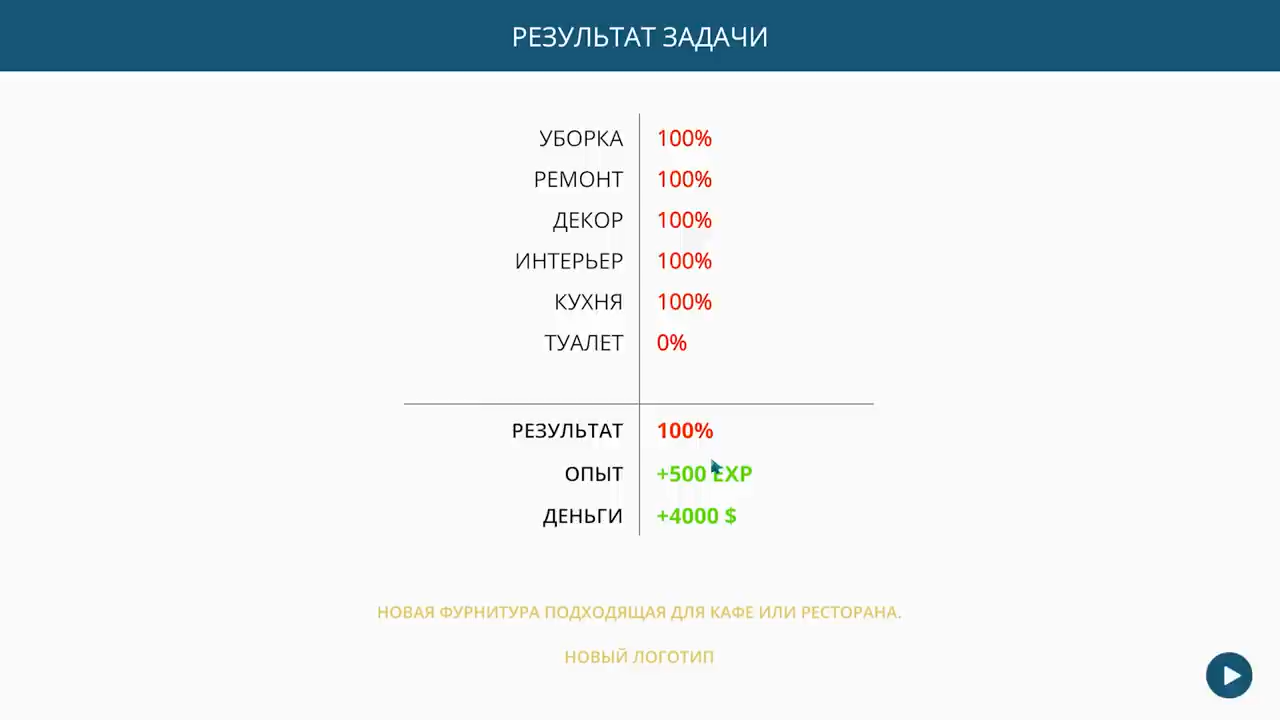 РЕЗУЛЬТАТ ЗАДАЧИ
УБОРКА 100%
РЕМОНТ 100%
ДЕКОР 100%
ИНТЕРЬЕР 100%
КУХНЯ 100%
ТУАЛЕТ 0%
РЕЗУЛЬТАТ 100%
ОПЫТ +500 EXP
ДЕНЬГИ +4000 $
НОВАЯ ФУРНИТУРА ПОДХОДЯЩАЯ ДЛЯ КАФЕ ИЛИ РЕСТОРАНА.
НОВЫЙ ЛОГОТИП